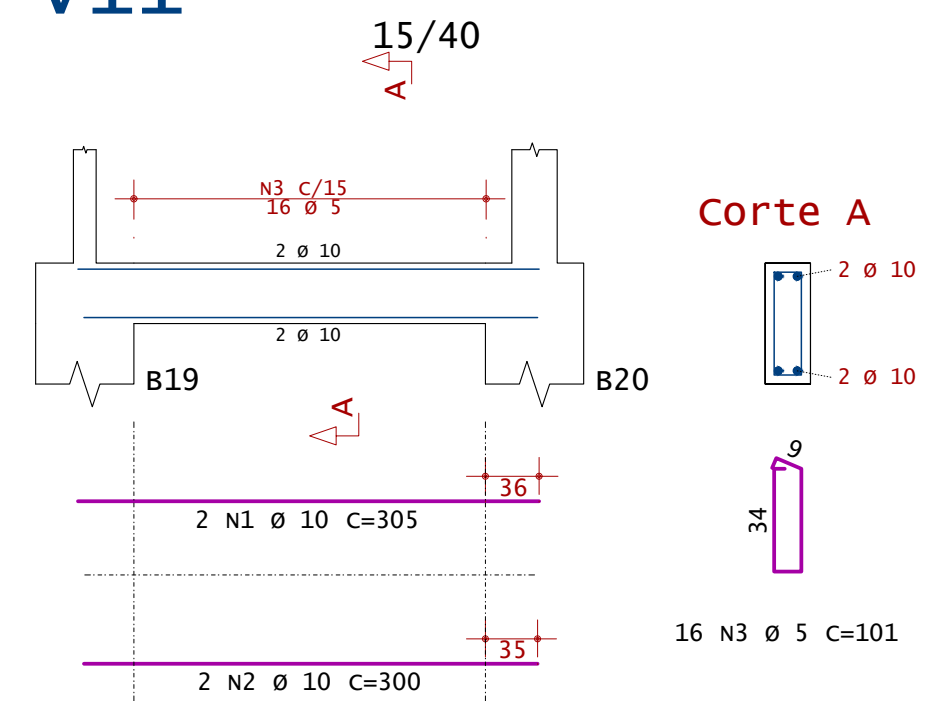 15/40
A
N3 C/15
16 Ø 5
2 Ø 10
2 Ø 10
B19
B20
A
36
2 N1 Ø 10 C=305
35
2 N2 Ø 10 C=300
Corte A
2 Ø 10
2 Ø 10
9
34
16 N3 Ø 5 C=101